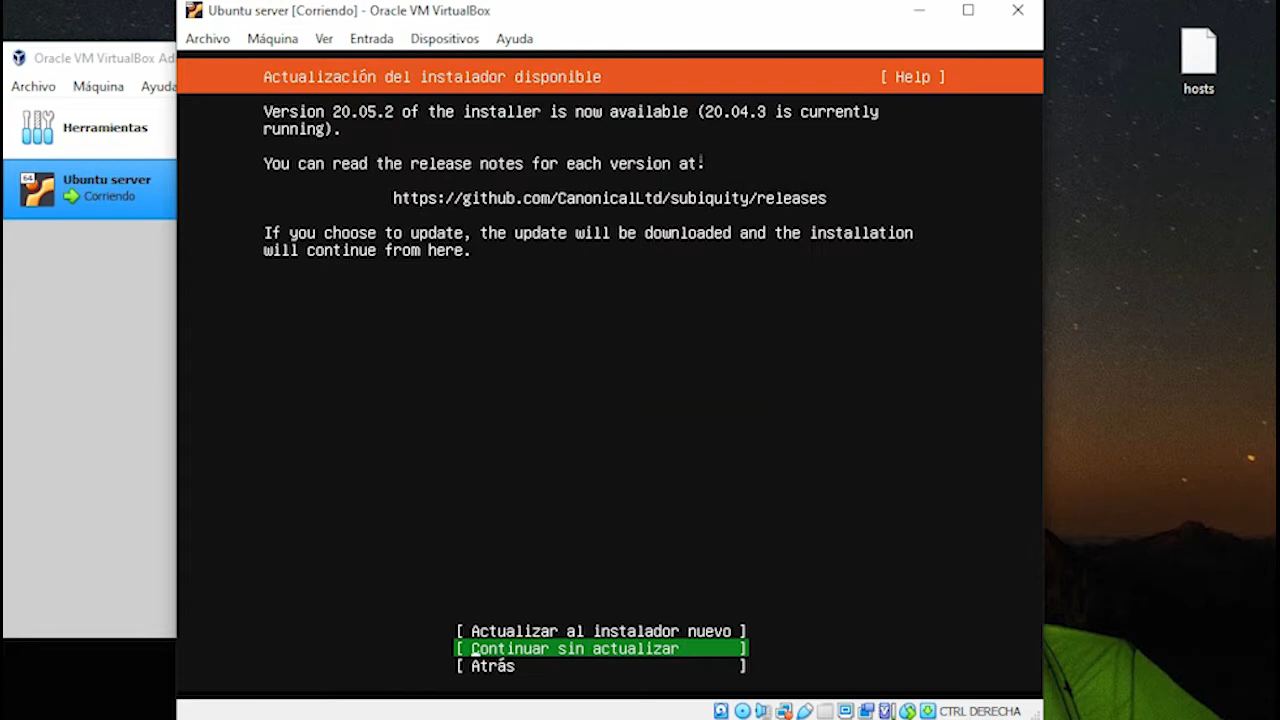 Ubuntu server [Corriendo] - Oracle VM VirtualBox
Archivo Máquina Ver Entrada Dispositivos Ayuda
Oracle VM VirtualBox Ad
Archivo Máquina Ayuda
Herramientas
64
Ubuntu server
Corriendo
Actualización del instalador disponible [ Help ]
Version 20.05.2 of the installer is now available (20.04.3 is currently
running).
You can read the release notes for each version at:
https://github.com/CanonicalLtd/subiquity/releases
If you choose to update, the update will be downloaded and the installation
will continue from here.
[ Actualizar al instalador nuevo ]
[ Continuar sin actualizar ]
[ Atrás ]
CTRL DERECHA
hosts